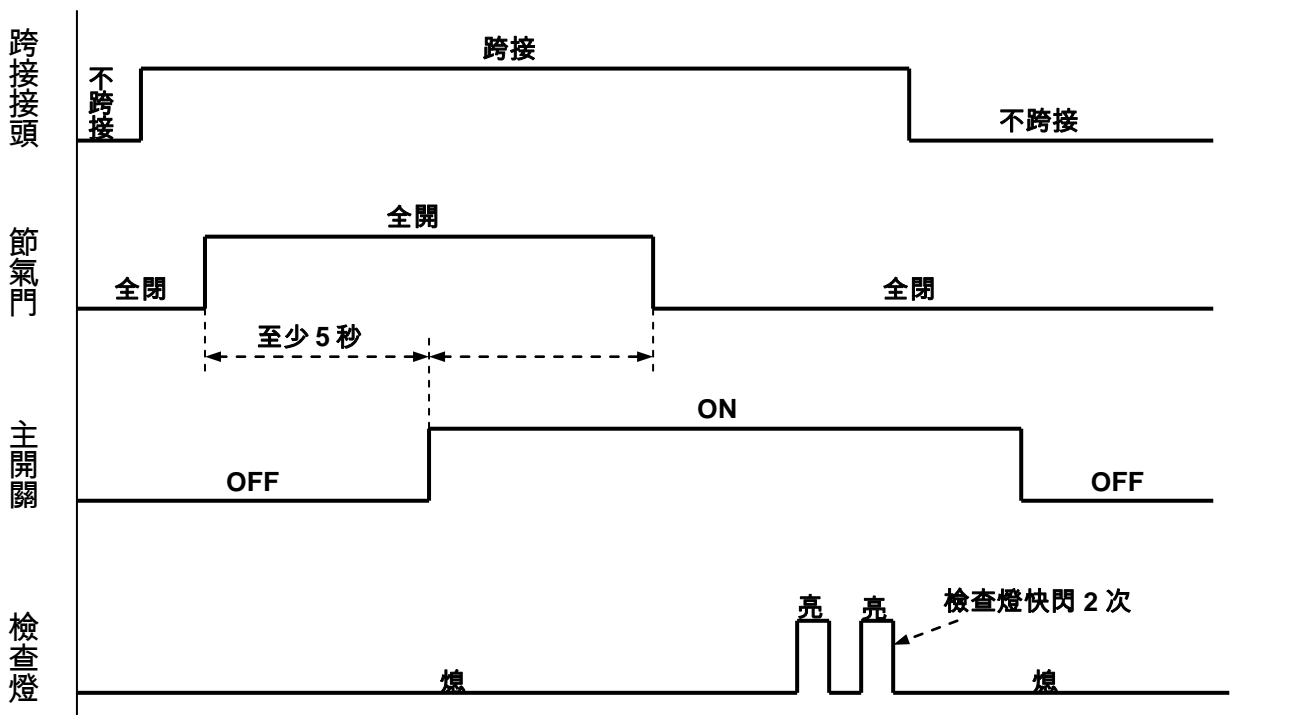 跨接接頭
不跨接
跨接
不跨接
節氣門
全閉
全開
全閉
至少 5 秒
主開關
OFF
ON
OFF
檢查燈
熄
亮
亮
檢查燈快閃 2 次
熄